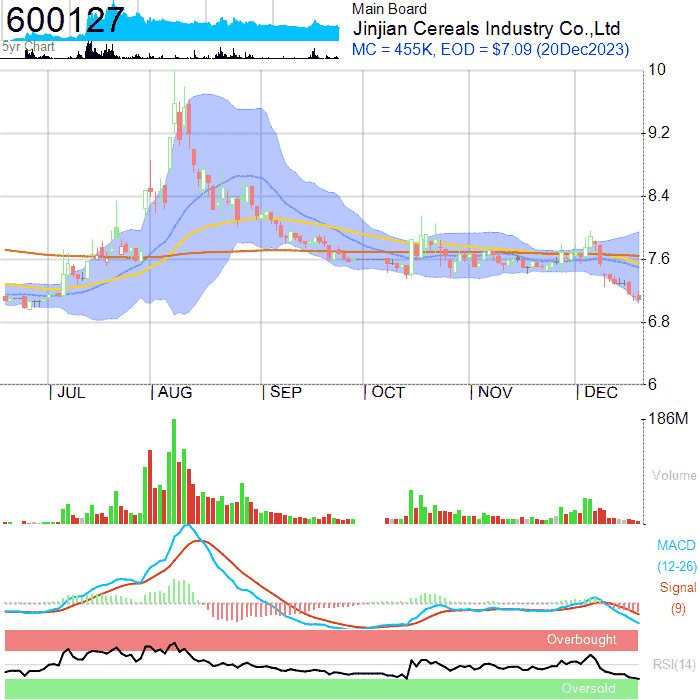 600127
5yr Chart
Main Board
Jinjian Cereals Industry Co.,Ltd
MC = 455K, EOD = $7.09 (20Dec2023)
10
9.2
8.4
7.6
6.8
6
JUL AUG SEP OCT NOV DEC
186M
Volume
MACD
(12-26)
Signal
(9)
Overbought
RSI(14)
Oversold